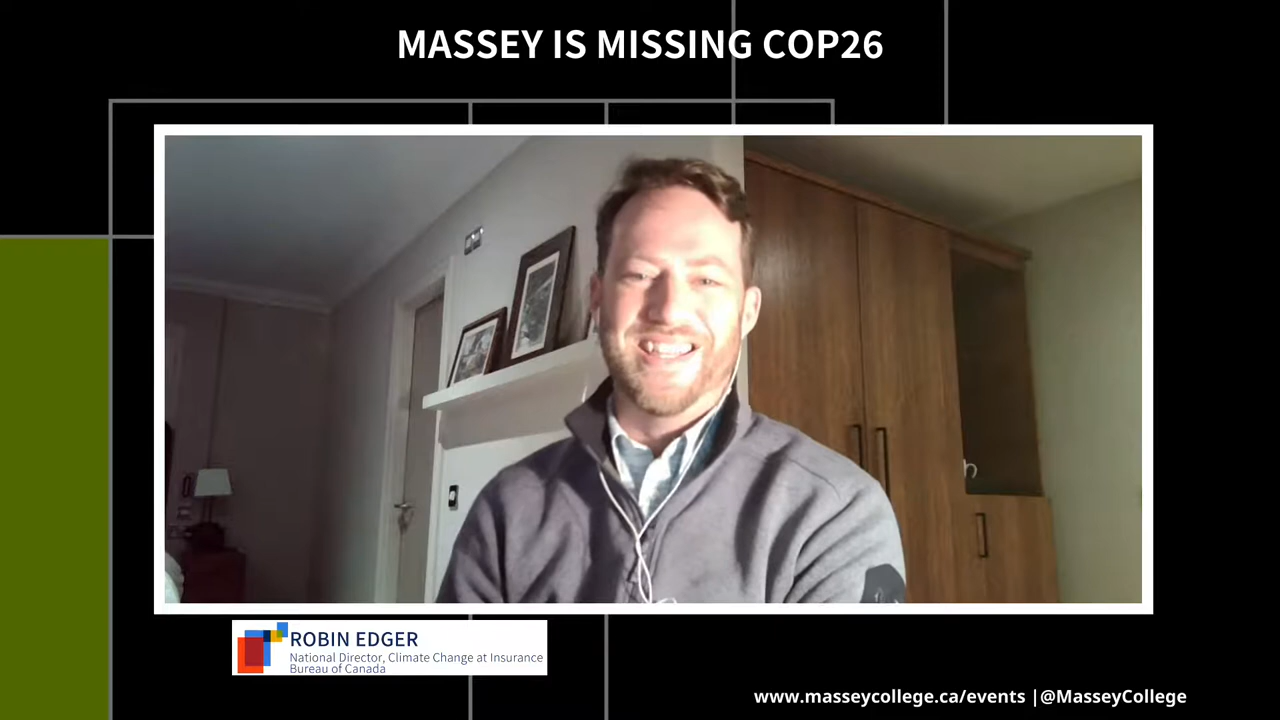 MASSEY IS MISSING COP26
ROBIN EDGER
National Director, Climate Change at Insurance
Bureau of Canada
www.masseycollege.ca/events |@MasseyCollege